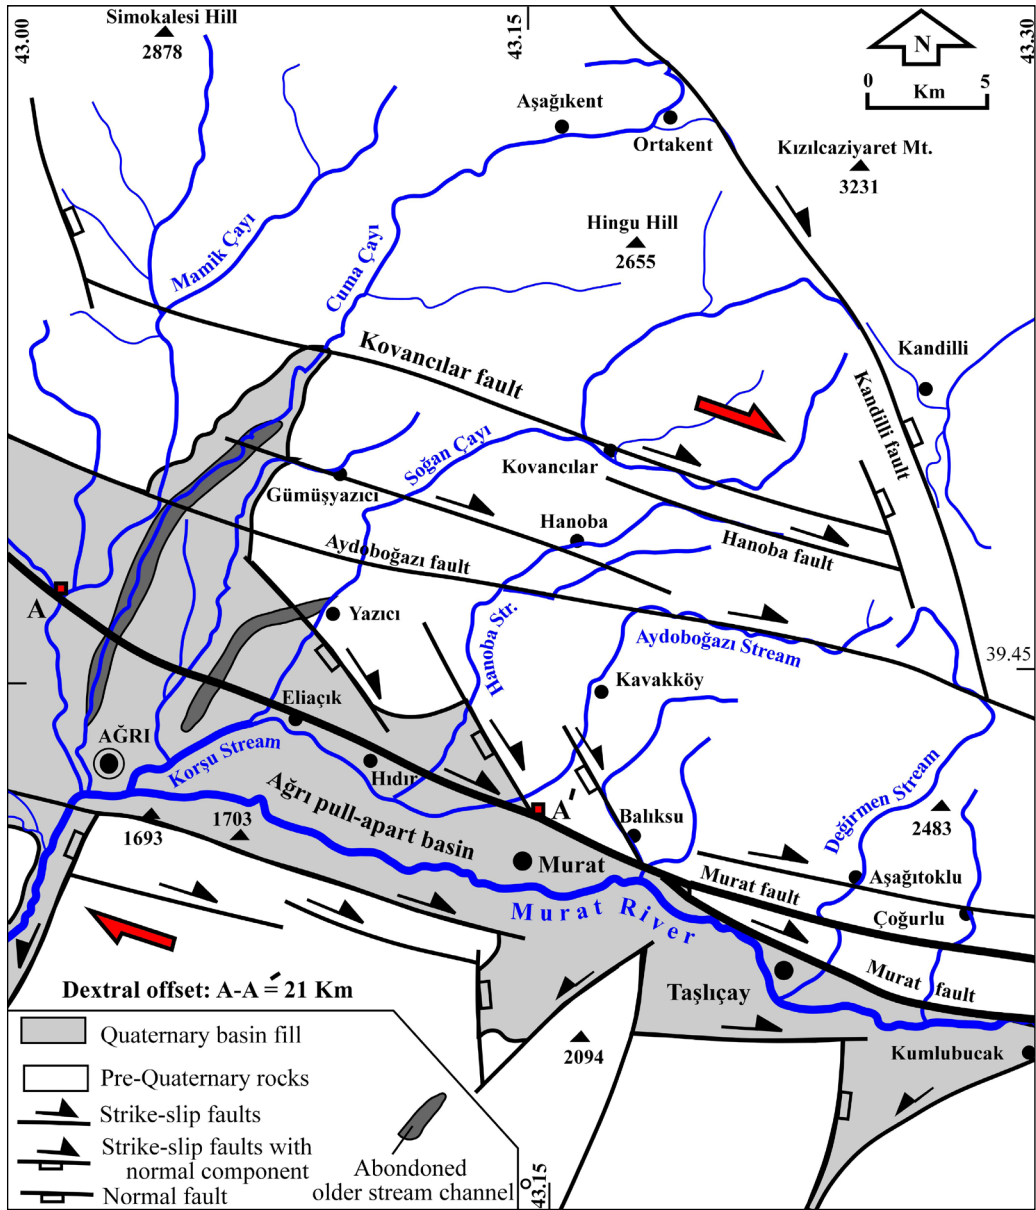 Simokalesi Hill
2878
43.00
43.15
43.30
N
0
5
Km
Aşağıkent
Ortakent
Kızılcaziyaret Mt.
3231
Hingu Hill
2655
Mamik Çayı
Cuma Çayı
Kovancılar fault
Kandilli
Kandilli fault
Soğan Çayı
Kovancılar
Gümüşyazıcı
Hanoba
Hanoba fault
Aydoboğazı fault
A
Yazıcı
Hanoba Str.
Aydoboğazı Stream
39.45
Kavakköy
Eliaçık
AĞRI
Korşu Stream
Hıdır
Ağrı pull-apart basin
A'
Balıksu
Değirmen Stream
2483
1693
1703
Murat
Murat fault
Aşağıtoklu
Çoğurlu
Murat River
Murat fault
Taşlıçay
Dextral offset: A-A' = 21 Km
2094
Kumlubucak
Quaternary basin fill
Pre-Quaternary rocks
Strike-slip faults
Strike-slip faults with
normal component
Normal fault
Abondoned
older stream channel
43.15